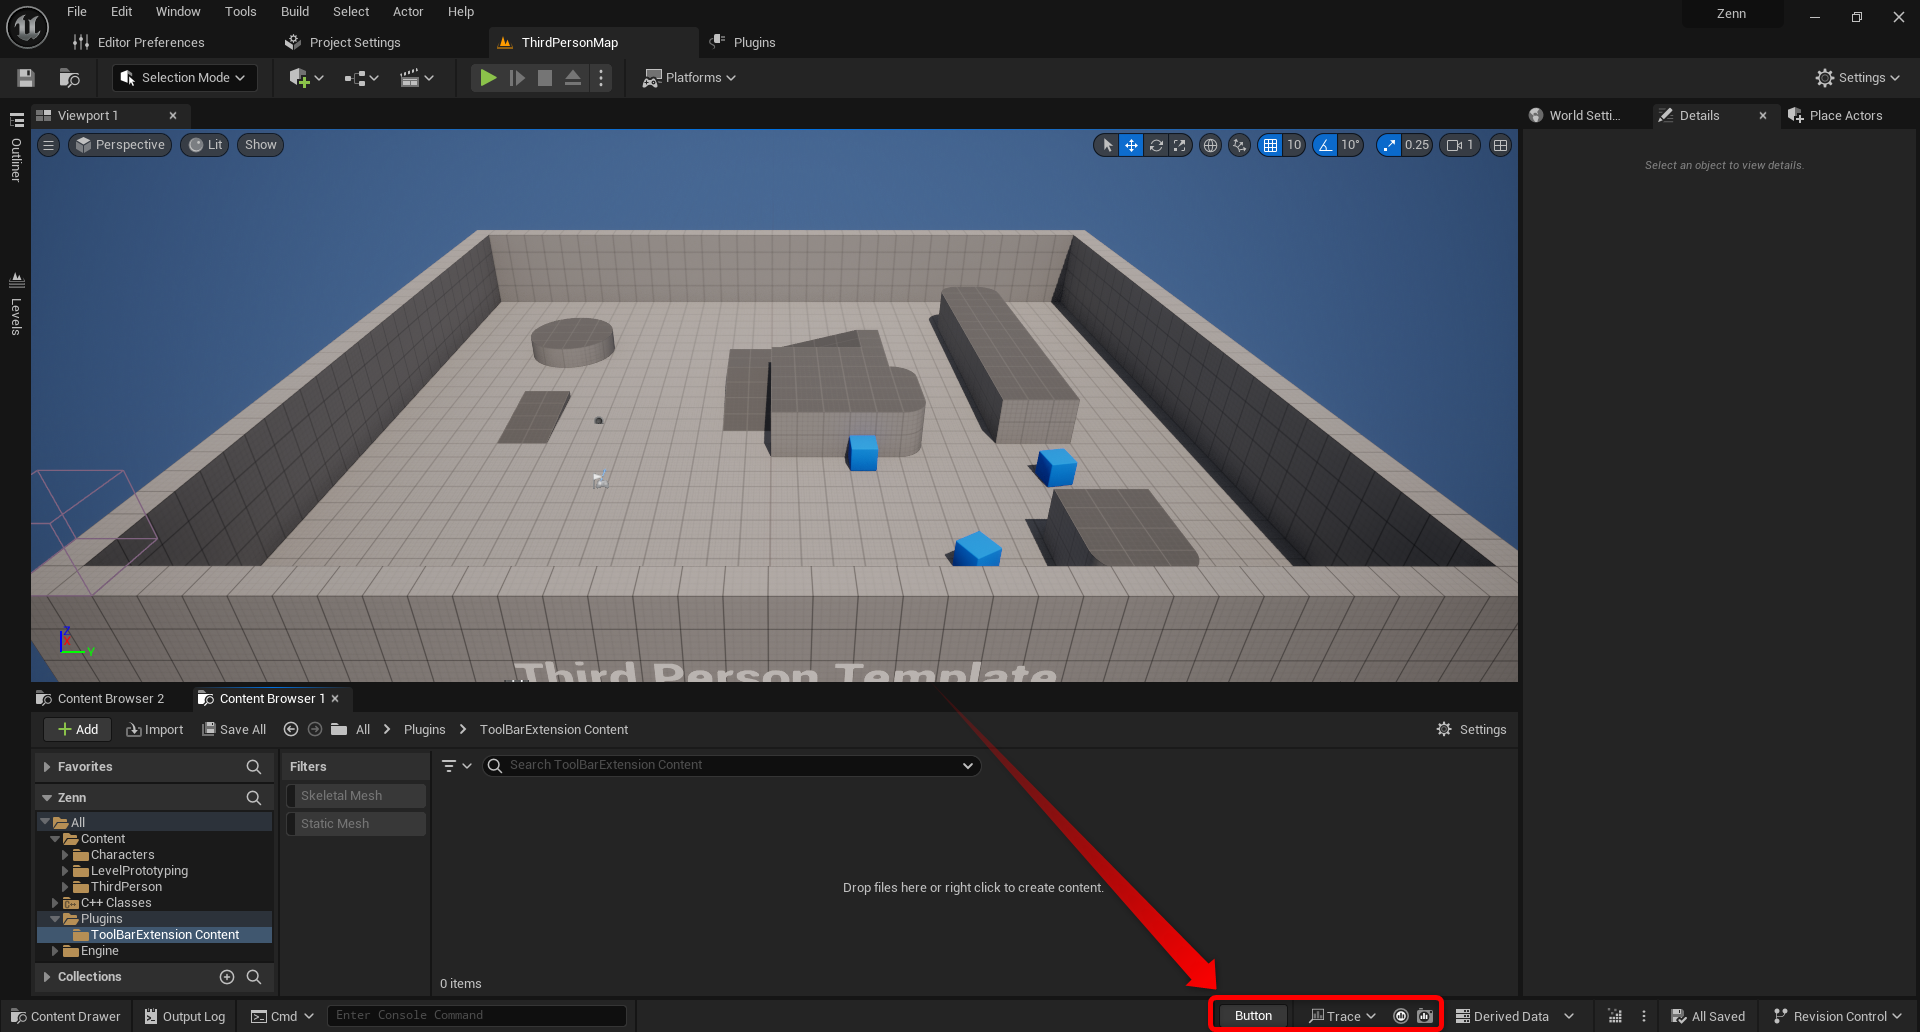 File Edit Window Tools Build Select Actor Help Zenn
Editor Preferences Project Settings ThirdPersonMap Plugins
Selection Mode Platforms Settings
Viewport 1 World Setti... Details Place Actors
Perspective Lit Show 10 10° 0.25 1
Outliner
Select an object to view details.
Levels
Z
X
Y
Third Person Template
Content Browser 2 Content Browser 1
Add Import Save All All Plugins ToolBarExtension Content Settings
Favorites Filters Search ToolBarExtension Content
Zenn Skeletal Mesh
All Static Mesh
Content
Characters
LevelPrototyping
ThirdPerson Drop files here or right click to create content.
C++ Classes
Plugins
ToolBarExtension Content
Engine
Collections 0 items
Content Drawer Output Log Cmd Enter Console Command Button Trace Derived Data All Saved Revision Control